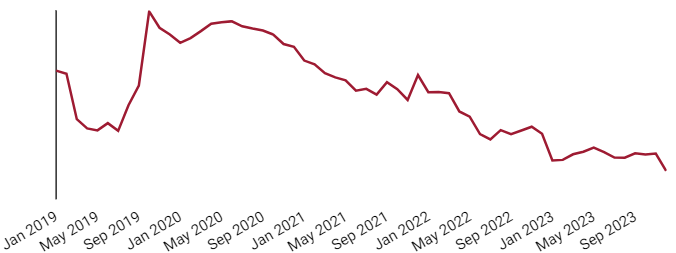 Jan 2019
May 2019
Sep 2019
Jan 2020
May 2020
Sep 2020
Jan 2021
May 2021
Sep 2021
Jan 2022
May 2022
Sep 2022
Jan 2023
May 2023
Sep 2023